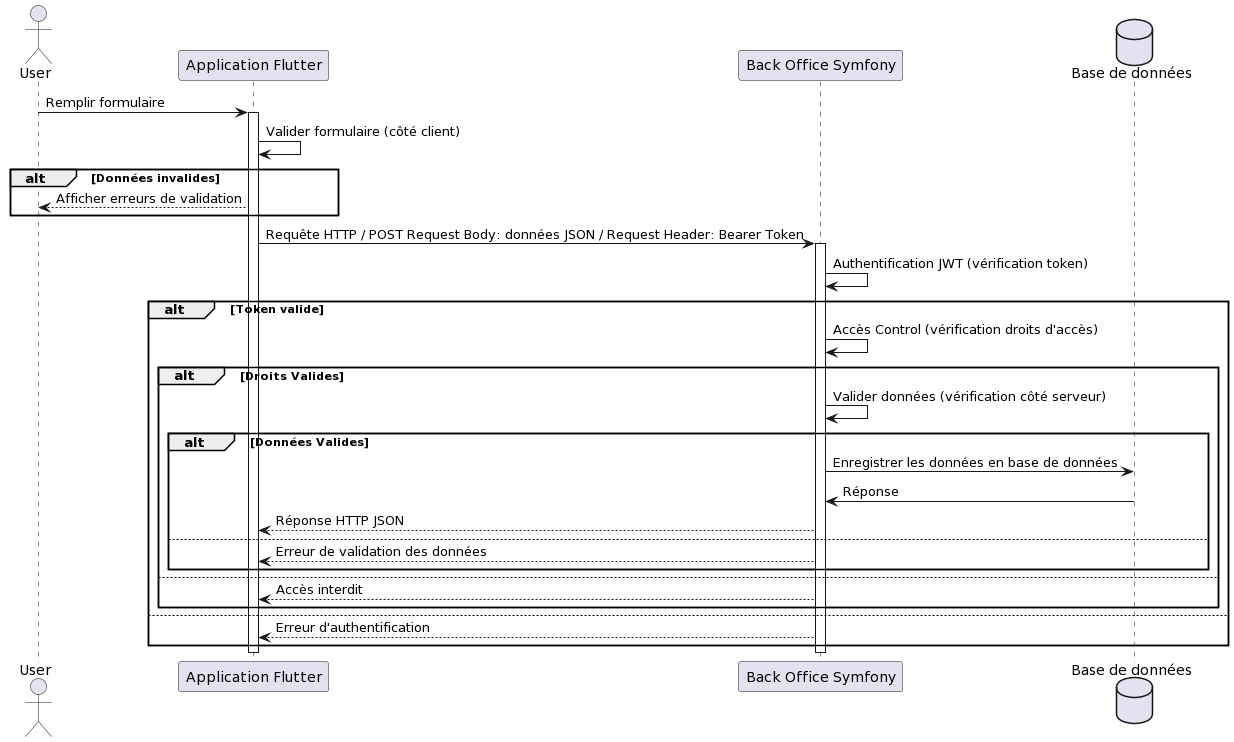 User
Application Flutter
Back Office Symfony
Base de données
Remplir formulaire
Valider formulaire (côté client)
alt [Données invalides]
Afficher erreurs de validation
Requête HTTP / POST Request Body: données JSON / Request Header: Bearer Token
Authentification JWT (vérification token)
alt [Token valide]
Accès Control (vérification droits d'accès)
alt [Droits Valides]
Valider données (vérification côté serveur)
alt [Données Valides]
Enregistrer les données en base de données
Réponse
Réponse HTTP JSON
Erreur de validation des données
Accès interdit
Erreur d'authentification
User
Application Flutter
Back Office Symfony
Base de données